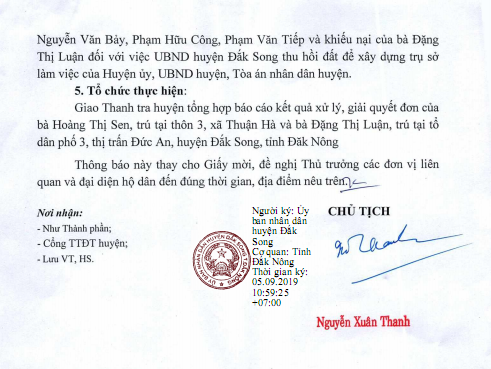 Nguyễn Văn Bảy, Phạm Hữu Công, Phạm Văn Tiếp và khiếu nại của bà Đặng
Thị Luận đối với việc UBND huyện Đắk Song thu hồi đất để xây dựng trụ sở
làm việc của Huyện ủy, UBND huyện, Tòa án nhân dân huyện.
5. Tổ chức thực hiện:
Giao Thanh tra huyện tổng hợp báo cáo kết quả xử lý, giải quyết đơn của
bà Hoàng Thị Sen, trú tại thôn 3, xã Thuận Hà và bà Đặng Thị Luận, trú tại tổ
dân phố 3, thị trấn Đức An, huyện Đắk Song, tỉnh Đăk Nông
Thông báo này thay cho Giấy mời, đề nghị Thủ trưởng các đơn vị liên
quan và đại diện hộ dân đến đúng thời gian, địa điểm nêu trên.
Nơi nhận:
- Như Thành phần;
- Cổng TTĐT huyện;
- Lưu VT, HS.
Người ký: Ủy
ban nhân dân
huyện Đắk
Song
Cơ quan: Tỉnh
Đắk Nông
Thời gian ký:
05.09.2019
10:59:25
+07:00
CHỦ TỊCH
Nguyễn Xuân Thanh